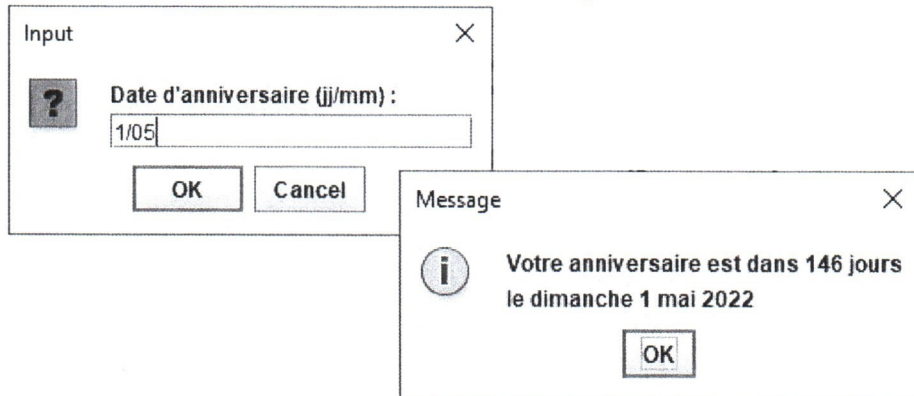 Input
?
Date d'anniversaire (jj/mm) :
1/05
OK Cancel
Message
i
Votre anniversaire est dans 146 jours
le dimanche 1 mai 2022
OK